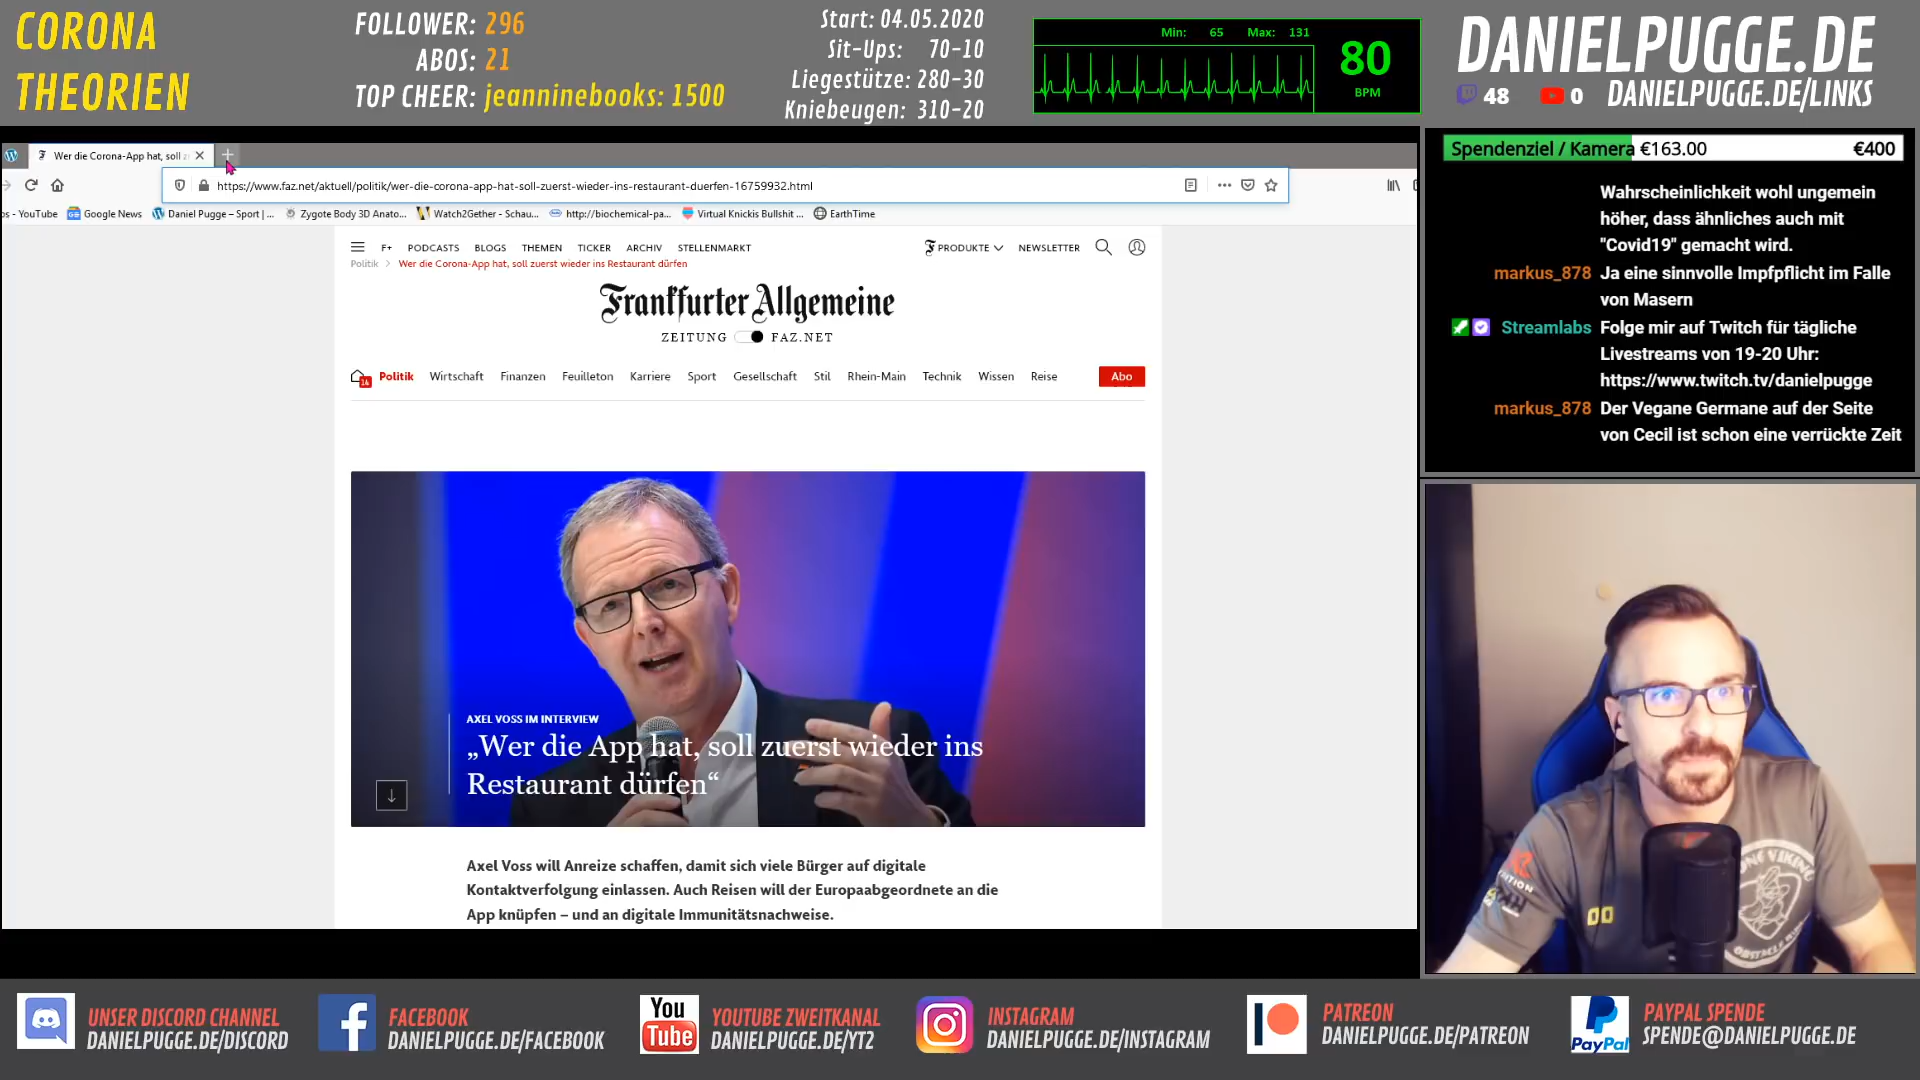 CORONA
THEORIEN
FOLLOWER: 296
ABOS: 21
TOP CHEER: jeanninebooks: 1500
Start: 04.05.2020
Sit-Ups: 70-10
Liegestütze: 280-30
Kniebeugen: 310-20
Min: 65 Max: 131
80
BPM
DANIELPUGGE.DE
48 0 DANIELPUGGE.DE/LINKS
Wer die Corona-App hat, soll z
https://www.faz.net/aktuell/politik/wer-die-corona-app-hat-soll-zuerst-wieder-ins-restaurant-duerfen-16759932.html
os - YouTube Google News Daniel Pugge – Sport | ... Zygote Body 3D Anato... Watch2Gether - Schau... http://biochemical-pa... Virtual Knickis Bullshit ... EarthTime
F+ PODCASTS BLOGS THEMEN TICKER ARCHIV STELLENMARKT PRODUKTE NEWSLETTER
Politik > Wer die Corona-App hat, soll zuerst wieder ins Restaurant dürfen
Frankfurter Allgemeine
ZEITUNG FAZ.NET
Politik Wirtschaft Finanzen Feuilleton Karriere Sport Gesellschaft Stil Rhein-Main Technik Wissen Reise Abo
AXEL VOSS IM INTERVIEW
„Wer die App hat, soll zuerst wieder ins
Restaurant dürfen“
Axel Voss will Anreize schaffen, damit sich viele Bürger auf digitale
Kontaktverfolgung einlassen. Auch Reisen will der Europaabgeordnete an die
App knüpfen – und an digitale Immunitätsnachweise.
Spendenziel / Kamera €163.00 €400
Wahrscheinlichkeit wohl ungemein
höher, dass ähnliches auch mit
"Covid19" gemacht wird.
markus_878 Ja eine sinnvolle Impfpflicht im Falle
von Masern
Streamlabs Folge mir auf Twitch für tägliche
Livestreams von 19-20 Uhr:
https://www.twitch.tv/danielpugge
markus_878 Der Vegane Germane auf der Seite
von Cecil ist schon eine verrückte Zeit
UNSER DISCORD CHANNEL
DANIELPUGGE.DE/DISCORD
FACEBOOK
DANIELPUGGE.DE/FACEBOOK
You
Tube
YOUTUBE ZWEITKANAL
DANIELPUGGE.DE/YT2
INSTAGRAM
DANIELPUGGE.DE/INSTAGRAM
PATREON
DANIELPUGGE.DE/PATREON
PayPal
PAYPAL SPENDE
SPENDE@DANIELPUGGE.DE